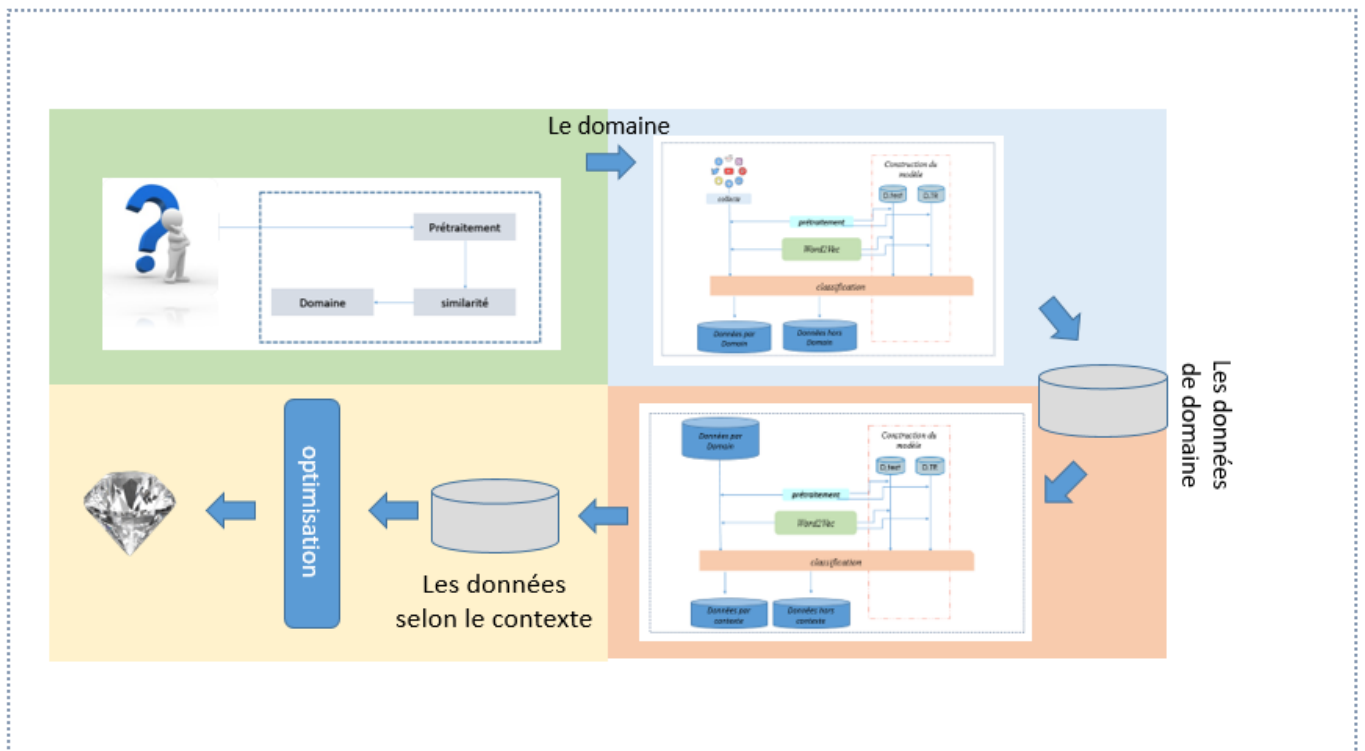 Le domaine
Prétraitement
Domaine
similarité
collecte
Construction du
modèle
D.test
D.TR
prétraitement
Word2Vec
classification
Données par
Domain
Données hors
Domain
Les données
de domaine
Données par
Domain
Construction du
modèle
D.test
D.TR
prétraitement
Word2Vec
classification
Données par
contexte
Données hors
contexte
Les données
selon le contexte
optimisation